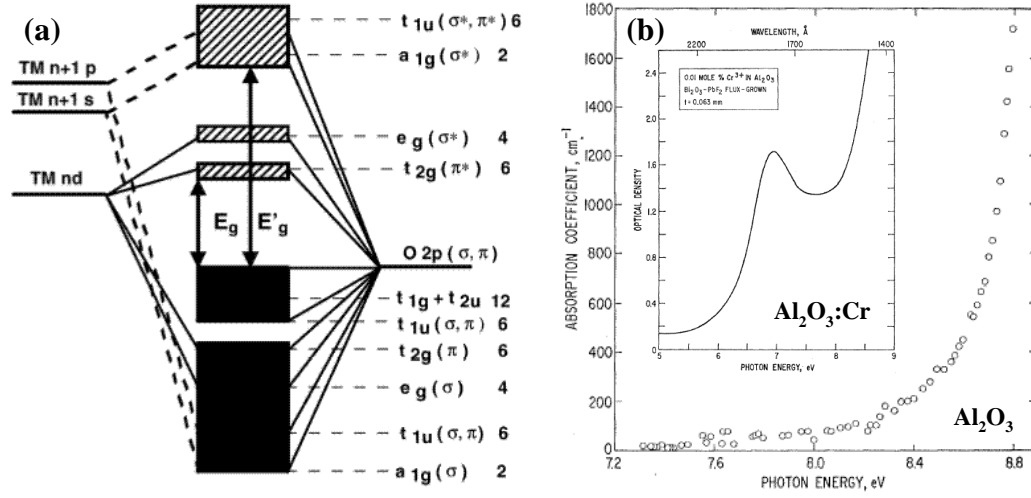 (a)
TM n+1 p
TM n+1 s
TM nd
E_g
E'_g
t 1u (σ*, π*) 6
a 1g (σ*) 2
e g (σ*) 4
t 2g (π*) 6
O 2p (σ, π)
t 1g + t 2u 12
t 1u (σ, π) 6
t 2g (π) 6
e g (σ) 4
t 1u (σ, π) 6
a 1g (σ) 2
(b)
WAVELENGTH, Å
2200 1700 1400
0.01 MOLE % Cr³⁺ IN Al₂O₃
Bi₂O₃-PbF₂ FLUX-GROWN
t = 0.063 mm
OPTICAL DENSITY
2.4
2.0
1.6
1.2
0.8
0.4
0
5 6 7 8 9
PHOTON ENERGY, eV
Al₂O₃:Cr
ABSORPTION COEFFICIENT, cm.⁻¹
1800
1600
1400
1200
1000
800
600
400
200
0
7.2 7.6 8.0 8.4 8.8
PHOTON ENERGY, eV
Al₂O₃